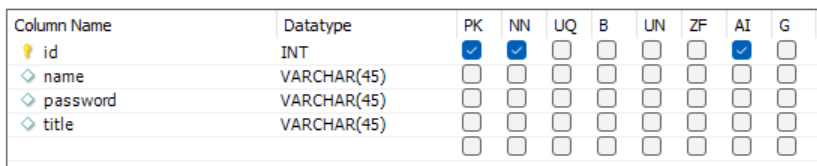 Column Name Datatype PK NN UQ B UN ZF AI G
id INT
name VARCHAR(45)
password VARCHAR(45)
title VARCHAR(45)